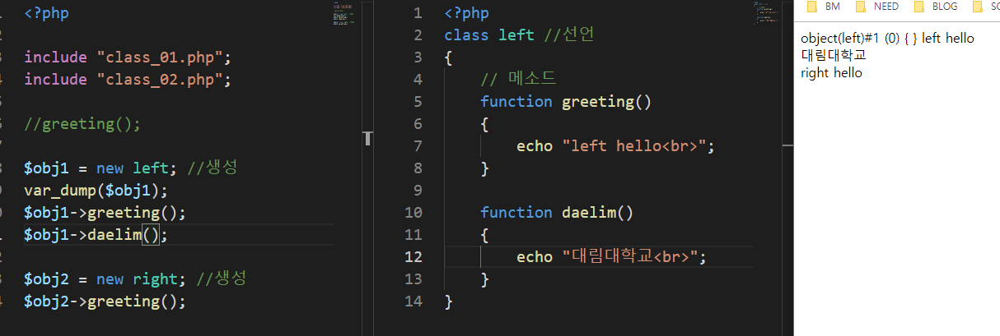 <?php
include "class_01.php";
include "class_02.php";
//greeting();
$obj1 = new left; //생성
var_dump($obj1);
$obj1->greeting();
$obj1->daelim();
$obj2 = new right; //생성
$obj2->greeting();
1 <?php
2 class left //선언
3 {
4 // 메소드
5 function greeting()
6 {
7 echo "left hello<br>";
8 }
9
10 function daelim()
11 {
12 echo "대림대학교<br>";
13 }
14 }
BM NEED BLOG
object(left)#1 (0) { } left hello
대림대학교
right hello